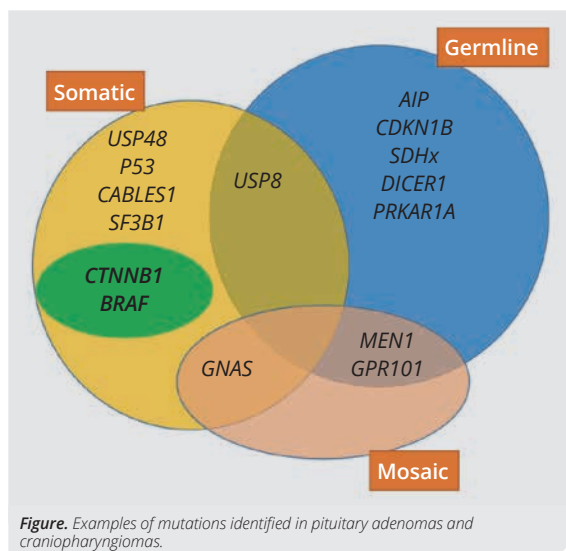 Germline
Somatic
AIP
CDKN1B
SDHx
DICER1
PRKAR1A
USP48
P53
CABLES1
SF3B1
USP8
CTNNB1
BRAF
MEN1
GPR101
GNAS
Mosaic
Figure. Examples of mutations identified in pituitary adenomas and
craniopharyngiomas.